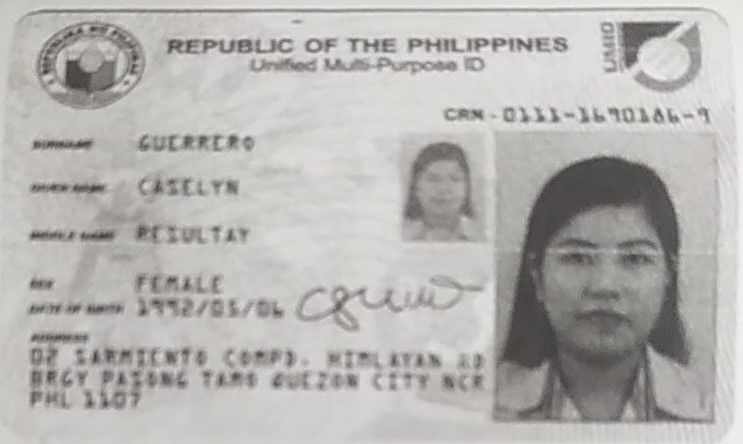 REPUBLIC OF THE PHILIPPINES
Unified Multi-Purpose ID
UMID
CRN - 0111-1690186-9
SURNAME GUERRERO
GIVEN NAME CASELYN
MIDDLE NAME RESULTAY
SEX FEMALE
DATE OF BIRTH 1992/05/06
ADDRESS
02 SARMIENTO COMPD. HIMLAYAN RD
BRGY PASONG TAMO QUEZON CITY NCR
PHL 1107